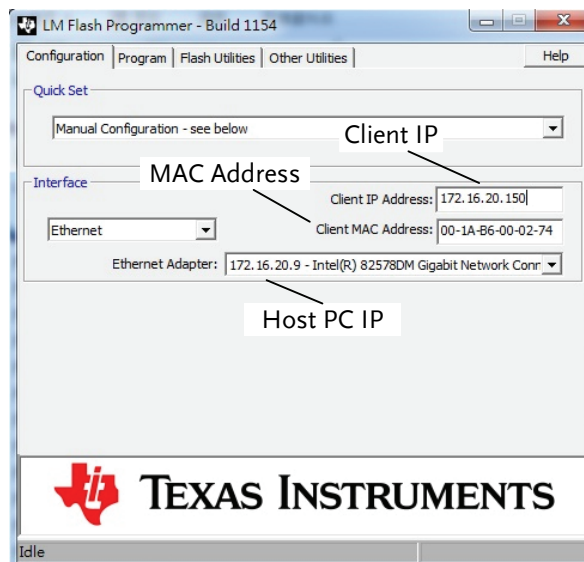 LM Flash Programmer - Build 1154
Configuration Program Flash Utilities Other Utilities Help
Quick Set
Manual Configuration - see below
Client IP
MAC Address
Interface
Client IP Address: 172.16.20.150
Ethernet
Client MAC Address: 00-1A-B6-00-02-74
Ethernet Adapter: 172.16.20.9 - Intel(R) 82578DM Gigabit Network Conr
Host PC IP
TEXAS INSTRUMENTS
Idle